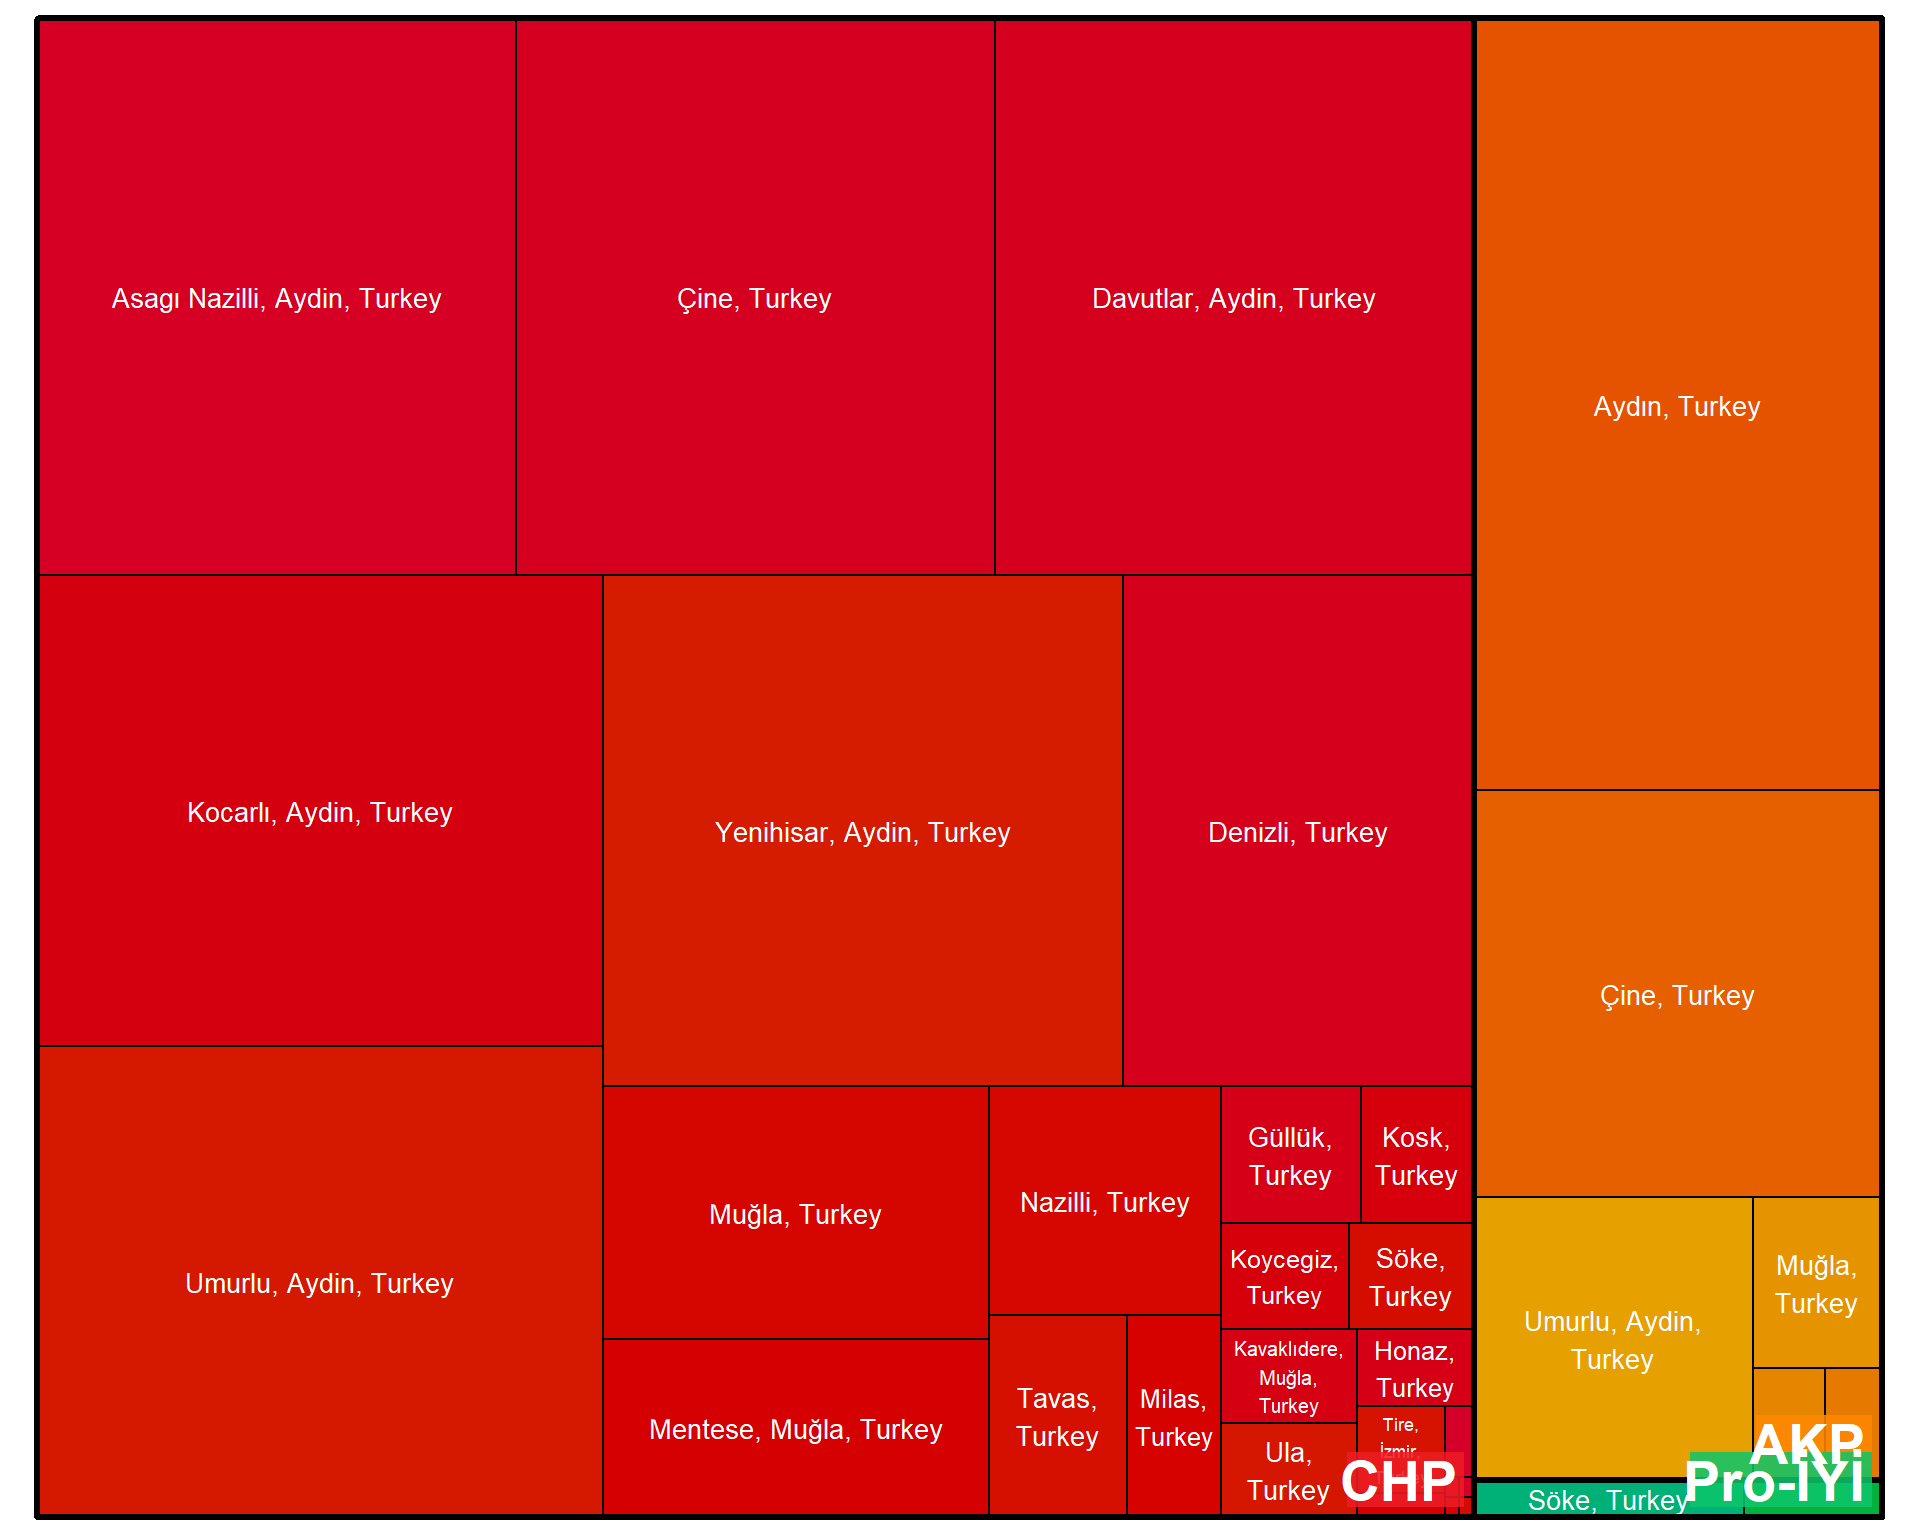 Asagı Nazilli, Aydin, Turkey
Çine, Turkey
Davutlar, Aydin, Turkey
Aydın, Turkey
Kocarlı, Aydin, Turkey
Yenihisar, Aydin, Turkey
Denizli, Turkey
Çine, Turkey
Umurlu, Aydin, Turkey
Muğla, Turkey
Mentese, Muğla, Turkey
Nazilli, Turkey
Tavas,
Turkey
Milas,
Turkey
Güllük,
Turkey
Kosk,
Turkey
Koycegiz,
Turkey
Söke,
Turkey
Kavaklıdere,
Muğla,
Turkey
Honaz,
Turkey
Ula,
Turkey
Tire,
İzmir,
CHP
Umurlu, Aydin,
Turkey
Muğla,
Turkey
AKP
Pro-İYİ
Söke, Turkey